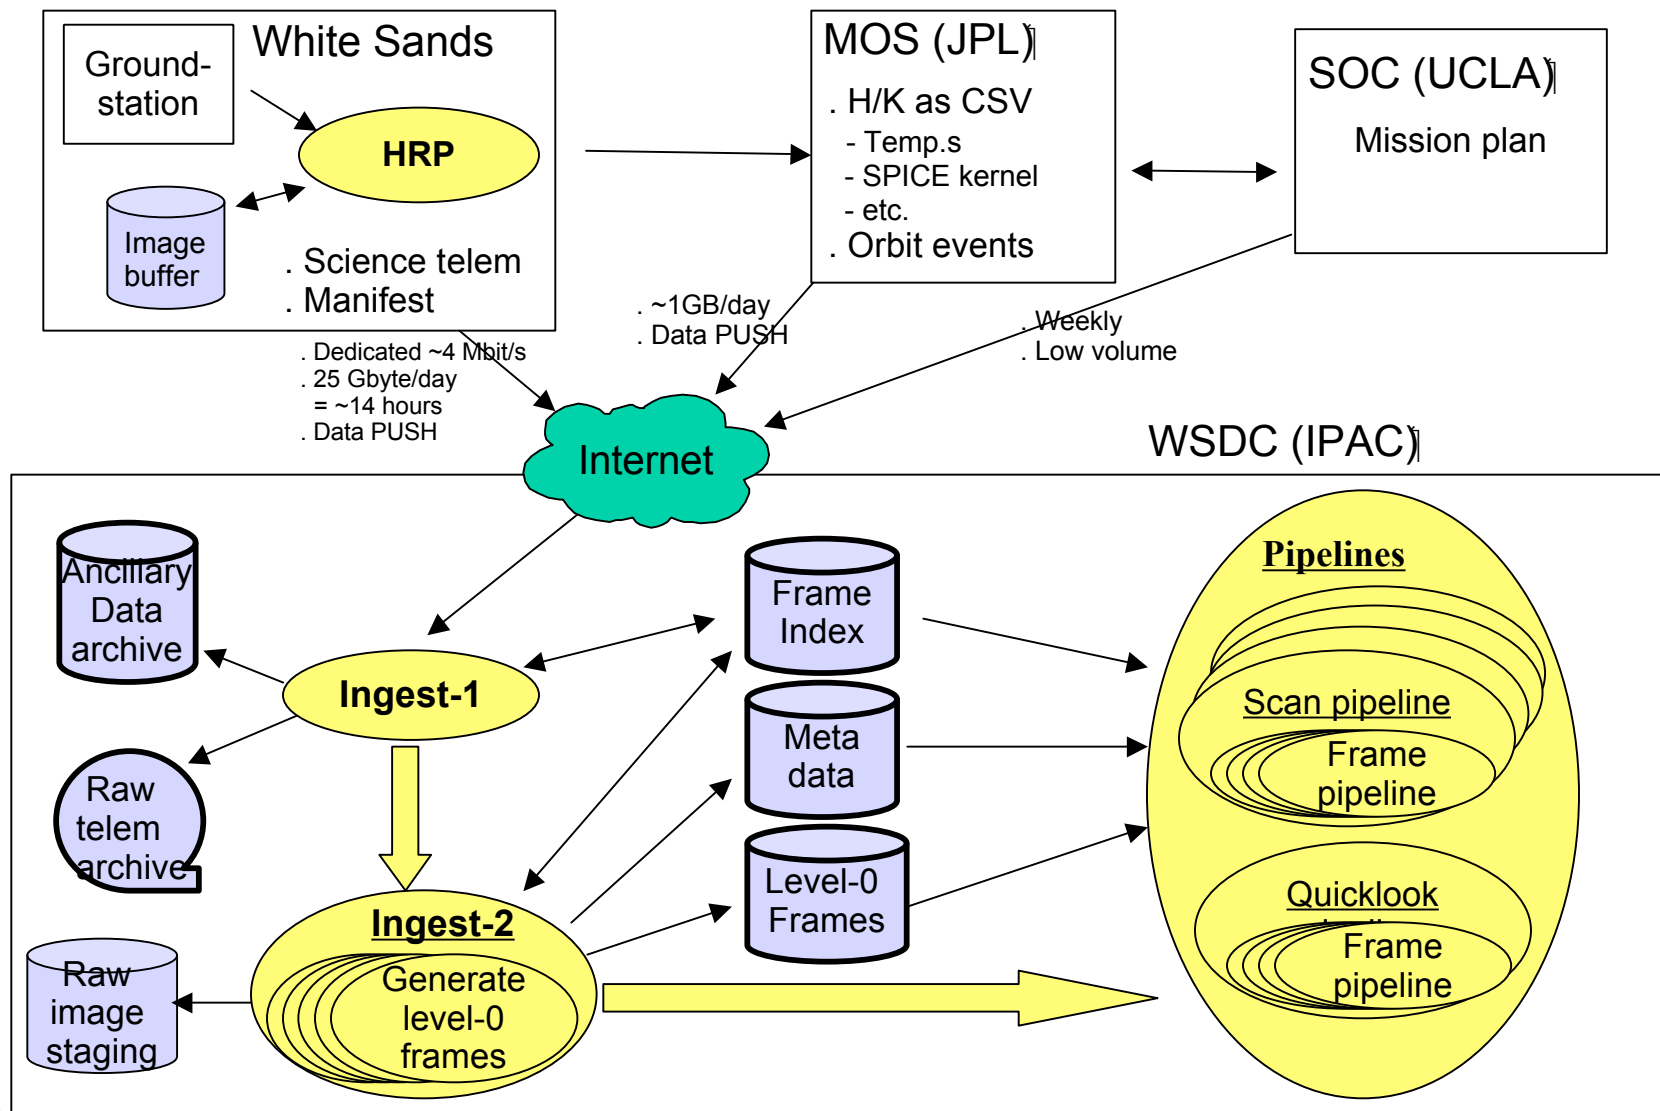 White Sands
Ground-
station
HRP
Image
buffer
. Science telem
. Manifest
MOS (JPL)
. H/K as CSV
- Temp.s
- SPICE kernel
- etc.
. Orbit events
SOC (UCLA)
Mission plan
. Dedicated ~4 Mbit/s
. 25 Gbyte/day
= ~14 hours
. Data PUSH
. ~1GB/day
. Data PUSH
. Weekly
. Low volume
Internet
WSDC (IPAC)
Ancillary
Data
archive
Ingest-1
Raw
telem
archive
Ingest-2
Generate
level-0
frames
Raw
image
staging
Frame
Index
Meta
data
Level-0
Frames
Pipelines
Scan pipeline
Frame
pipeline
Quicklook
Frame
pipeline